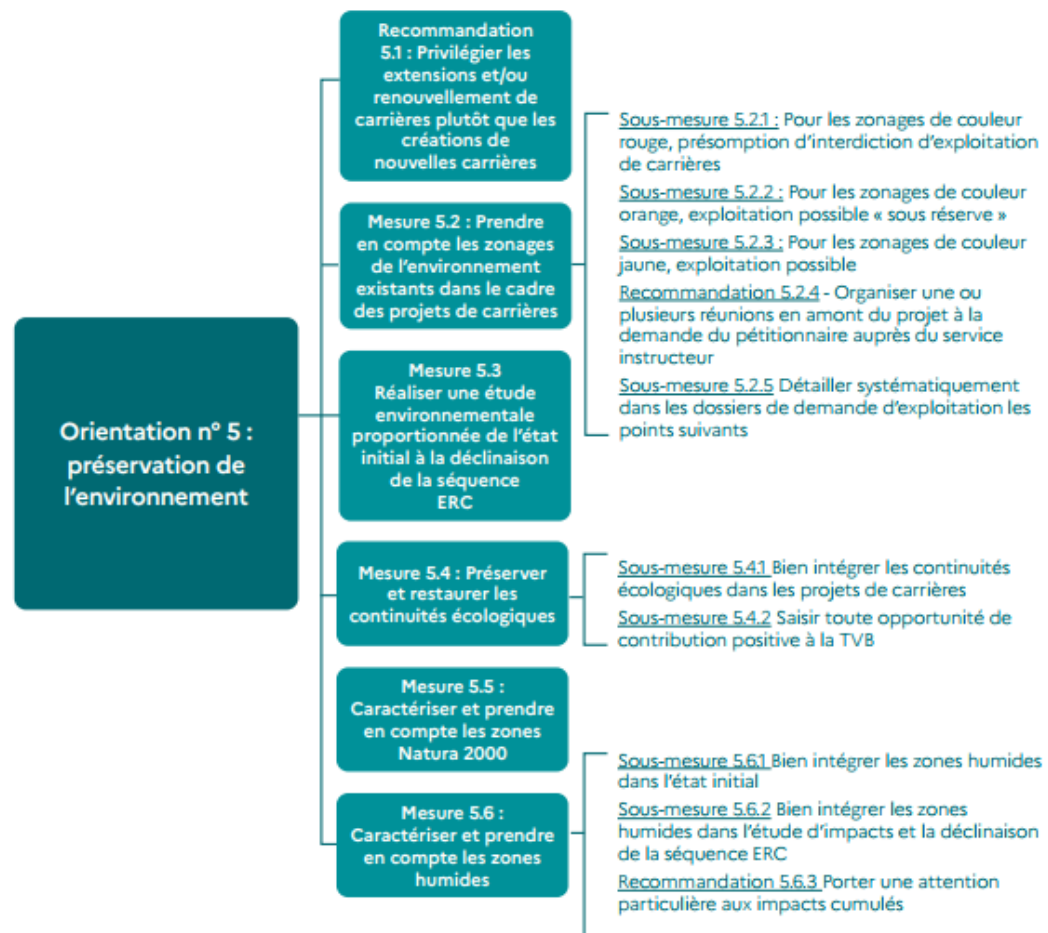 Orientation n° 5 :
préservation de
l'environnement
Recommandation
5.1 : Privilégier les
extensions et/ou
renouvellement de
carrières plutôt que les
créations de
nouvelles carrières
Mesure 5.2 : Prendre
en compte les zonages
de l'environnement
existants dans le cadre
des projets de carrières
Sous-mesure 5.2.1 : Pour les zonages de couleur
rouge, présomption d'interdiction d'exploitation
de carrières
Sous-mesure 5.2.2 : Pour les zonages de couleur
orange, exploitation possible « sous réserve »
Sous-mesure 5.2.3 : Pour les zonages de couleur
jaune, exploitation possible
Recommandation 5.2.4 - Organiser une ou
plusieurs réunions en amont du projet à la
demande du pétitionnaire auprès du service
instructeur
Sous-mesure 5.2.5 Détailler systématiquement
dans les dossiers de demande d'exploitation les
points suivants
Mesure 5.3
Réaliser une étude
environnementale
proportionnée de l'état
initial à la déclinaison
de la séquence
ERC
Mesure 5.4 : Préserver
et restaurer les
continuités écologiques
Sous-mesure 5.4.1 Bien intégrer les continuités
écologiques dans les projets de carrières
Sous-mesure 5.4.2 Saisir toute opportunité de
contribution positive à la TVB
Mesure 5.5 :
Caractériser et prendre
en compte les zones
Natura 2000
Mesure 5.6 :
Caractériser et prendre
en compte les zones
humides
Sous-mesure 5.6.1 Bien intégrer les zones humides
dans l'état initial
Sous-mesure 5.6.2 Bien intégrer les zones
humides dans l'étude d'impacts et la déclinaison
de la séquence ERC
Recommandation 5.6.3 Porter une attention
particulière aux impacts cumulés